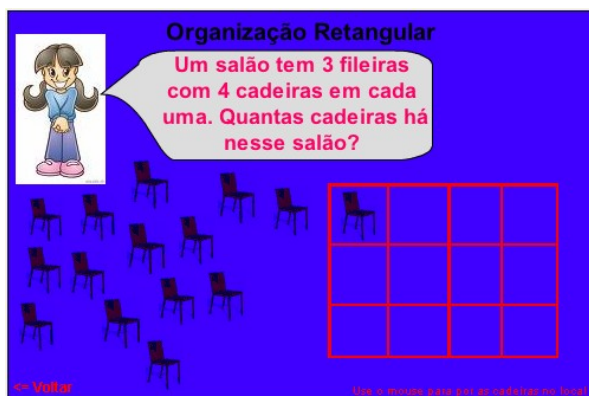 Organização Retangular
Um salão tem 3 fileiras
com 4 cadeiras em cada
uma. Quantas cadeiras há
nesse salão?
<= Voltar
Use o mouse para por as cadeiras no local